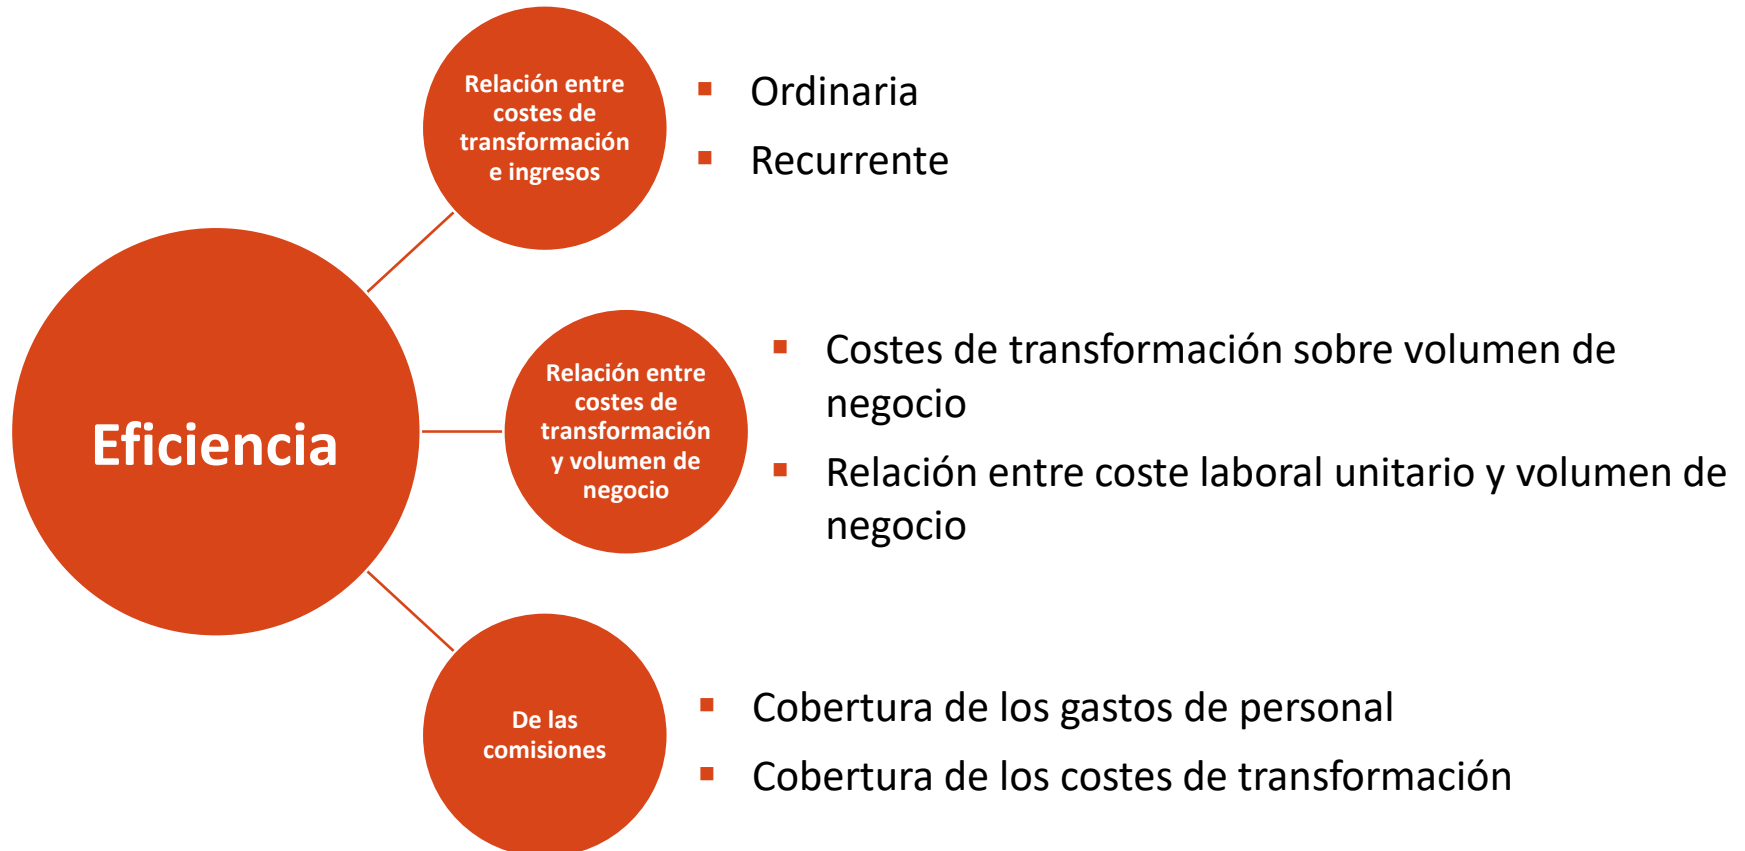 Relación entre
costes de
transformación
e ingresos
▪ Ordinaria
▪ Recurrente
Eficiencia
Relación entre
costes de
transformación
y volumen de
negocio
▪ Costes de transformación sobre volumen de
negocio
▪ Relación entre coste laboral unitario y volumen de
negocio
De las
comisiones
▪ Cobertura de los gastos de personal
▪ Cobertura de los costes de transformación